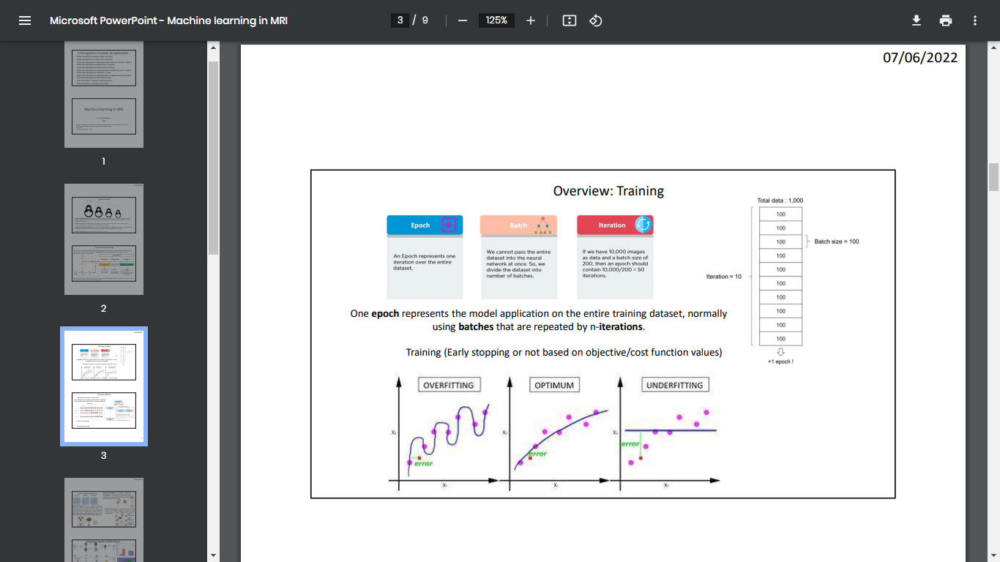 Microsoft PowerPoint - Machine learning in MRI
3 / 9
125%
Cronograma na parte de aplicações
Machine learning in MRI
1
2
3
07/06/2022
Overview: Training
Epoch
An Epoch represents one
iteration over the entire
dataset.
Batch
We cannot pass the entire
dataset into the neural
network at once. So, we
divide the dataset into
number of batches.
Iteration
If we have 10,000 images
as data and a batch size of
200, then an epoch should
contain 10,000/200 = 50
iterations.
Total data : 1,000
100
100
100
100
100
100
100
100
100
100
Batch size = 100
Iteration = 10
+1 epoch !
One epoch represents the model application on the entire training dataset, normally
using batches that are repeated by n-iterations.
Training (Early stopping or not based on objective/cost function values)
OVERFITTING
error
OPTIMUM
error
UNDERFITTING
error